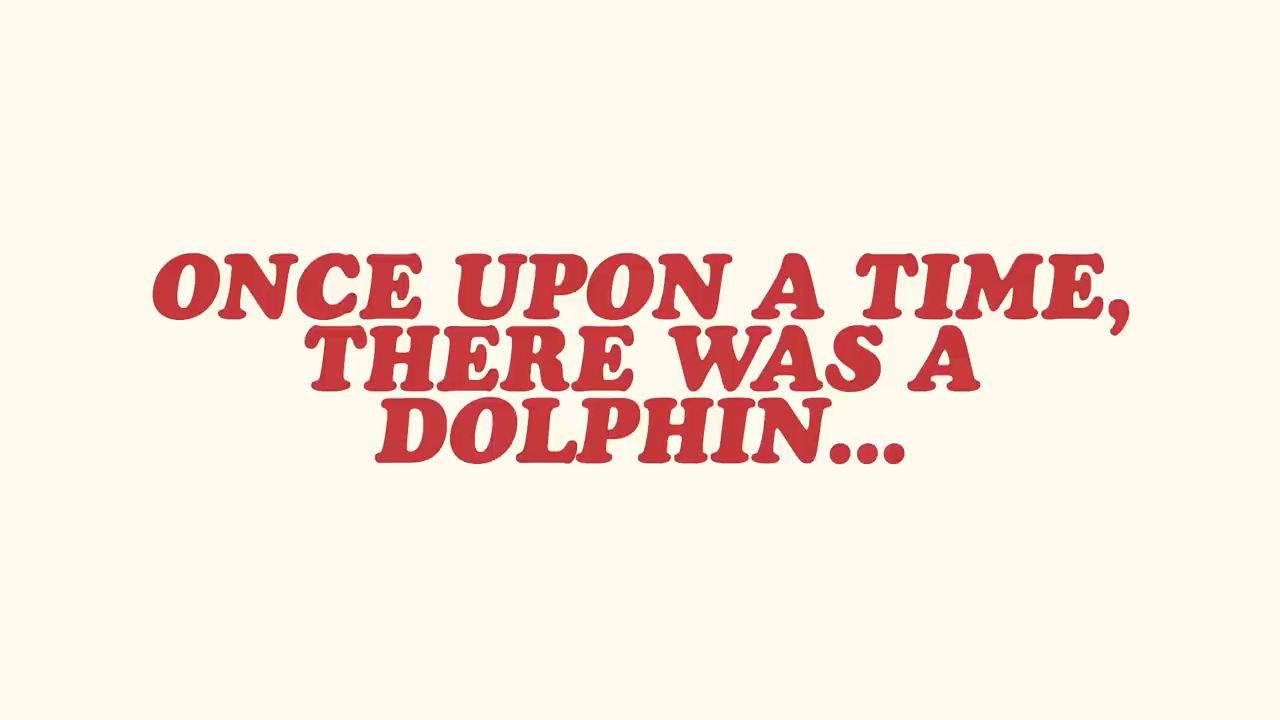 ONCE UPON A TIME,
THERE WAS A
DOLPHIN...